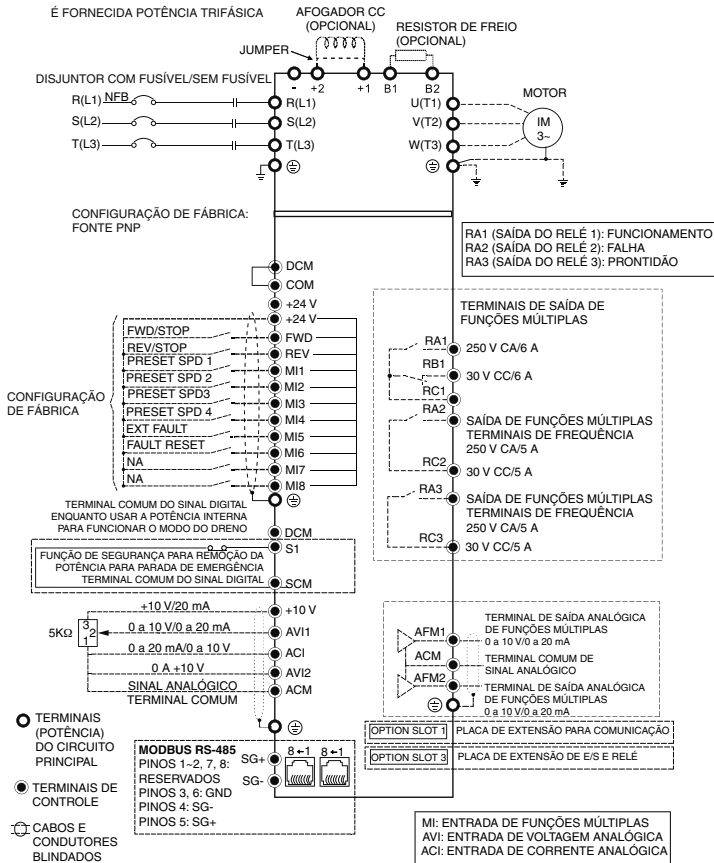 É FORNECIDA POTÊNCIA TRIFÁSICA
AFOGADOR CC
(OPCIONAL)
RESISTOR DE FREIO
(OPCIONAL)
JUMPER
- +2 +1 B1 B2
DISJUNTOR COM FUSÍVEL/SEM FUSÍVEL
MOTOR
R(L1) NFB R(L1) U(T1)
S(L2) S(L2) V(T2)
IM
3~
T(L3) T(L3) W(T3)
CONFIGURAÇÃO DE FÁBRICA:
FONTE PNP
RA1 (SAÍDA DO RELÉ 1): FUNCIONAMENTO
RA2 (SAÍDA DO RELÉ 2): FALHA
RA3 (SAÍDA DO RELÉ 3): PRONTIDÃO
DCM
COM
+24 V
+24 V
FWD/STOP FWD
REV/STOP REV
PRESET SPD 1 MI1
PRESET SPD 2 MI2
PRESET SPD3 MI3
PRESET SPD 4 MI4
EXT FAULT MI5
FAULT RESET MI6
NA MI7
NA MI8
CONFIGURAÇÃO
DE FÁBRICA
TERMINAIS DE SAÍDA DE
FUNÇÕES MÚLTIPLAS
RA1 250 V CA/6 A
RB1 30 V CC/6 A
RC1
RA2 SAÍDA DE FUNÇÕES MÚLTIPLAS
TERMINAIS DE FREQUÊNCIA
250 V CA/5 A
RC2 30 V CC/5 A
RA3 SAÍDA DE FUNÇÕES MÚLTIPLAS
TERMINAIS DE FREQUÊNCIA
250 V CA/5 A
RC3 30 V CC/5 A
TERMINAL COMUM DO SINAL DIGITAL
ENQUANTO USAR A POTÊNCIA INTERNA
PARA FUNCIONAR O MODO DO DRENO
DCM
S1
FUNÇÃO DE SEGURANÇA PARA REMOÇÃO DA
POTÊNCIA PARA PARADA DE EMERGÊNCIA
TERMINAL COMUM DO SINAL DIGITAL
SCM
+10 V/20 mA +10 V
5KΩ 3 2 1
0 a 10 V/0 a 20 mA AVI1
0 a 20 mA/0 a 10 V ACI
0 A +10 V AVI2
SINAL ANALÓGICO ACM
TERMINAL COMUM
AFM1 TERMINAL DE SAÍDA ANALÓGICA
DE FUNÇÕES MÚLTIPLAS
0 a 10 V/0 a 20 mA
ACM TERMINAL COMUM DE
SINAL ANALÓGICO
AFM2 TERMINAL DE SAÍDA ANALÓGICA
DE FUNÇÕES MÚLTIPLAS
0 a 10 V/0 a 20 mA
OPTION SLOT 1 PLACA DE EXTENSÃO PARA COMUNICAÇÃO
OPTION SLOT 3 PLACA DE EXTENSÃO DE E/S E RELÉ
TERMINAIS
(POTÊNCIA)
DO CIRCUITO
PRINCIPAL
TERMINAIS DE
CONTROLE
CABOS E
CONDUTORES
BLINDADOS
MODBUS RS-485
PINOS 1~2, 7, 8:
RESERVADOS
PINOS 3, 6: GND
PINOS 4: SG-
PINOS 5: SG+
SG+ 8←1 8←1
SG-
MI: ENTRADA DE FUNÇÕES MÚLTIPLAS
AVI: ENTRADA DE VOLTAGEM ANALÓGICA
ACI: ENTRADA DE CORRENTE ANALÓGICA